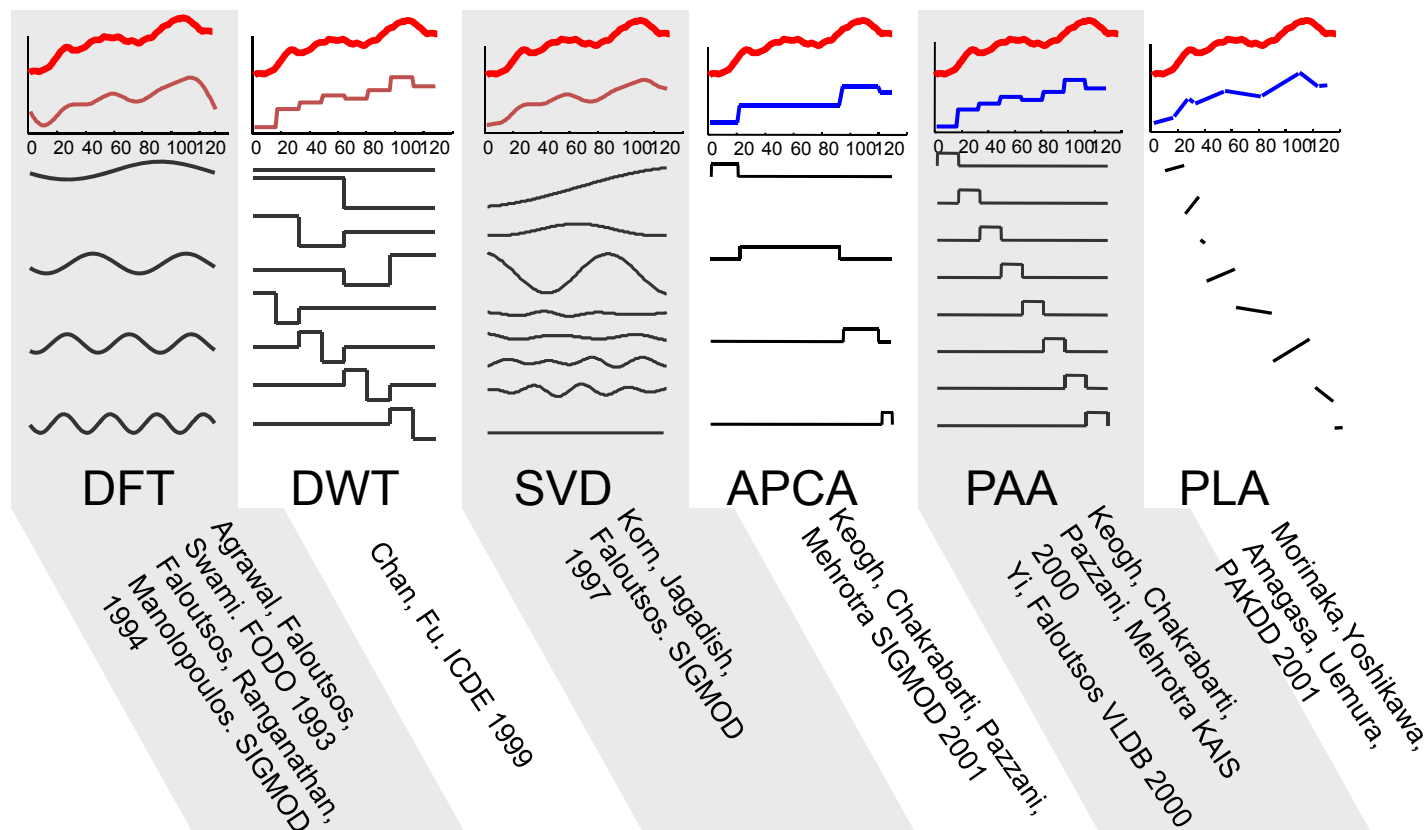 0 20 40 60 80 100 120
0 20 40 60 80 100 120
0 20 40 60 80 100 120
0 20 40 60 80 100 120
0 20 40 60 80 100 120
0 20 40 60 80 100 120
DFT
DWT
SVD
APCA
PAA
PLA
Agrawal, Faloutsos,
Swami. FODO 1993
Faloutsos, Ranganathan,
Manolopoulos. SIGMOD
1994
Chan, Fu. ICDE 1999
Korn, Jagadish,
Faloutsos. SIGMOD
1997
Keogh, Chakrabarti, Pazzani,
Mehrotra SIGMOD 2001
Keogh, Chakrabarti,
Pazzani, Mehrotra KAIS
2000
Yi, Faloutsos VLDB 2000
Morinaka, Yoshikawa,
Amagasa, Uemura,
PAKDD 2001